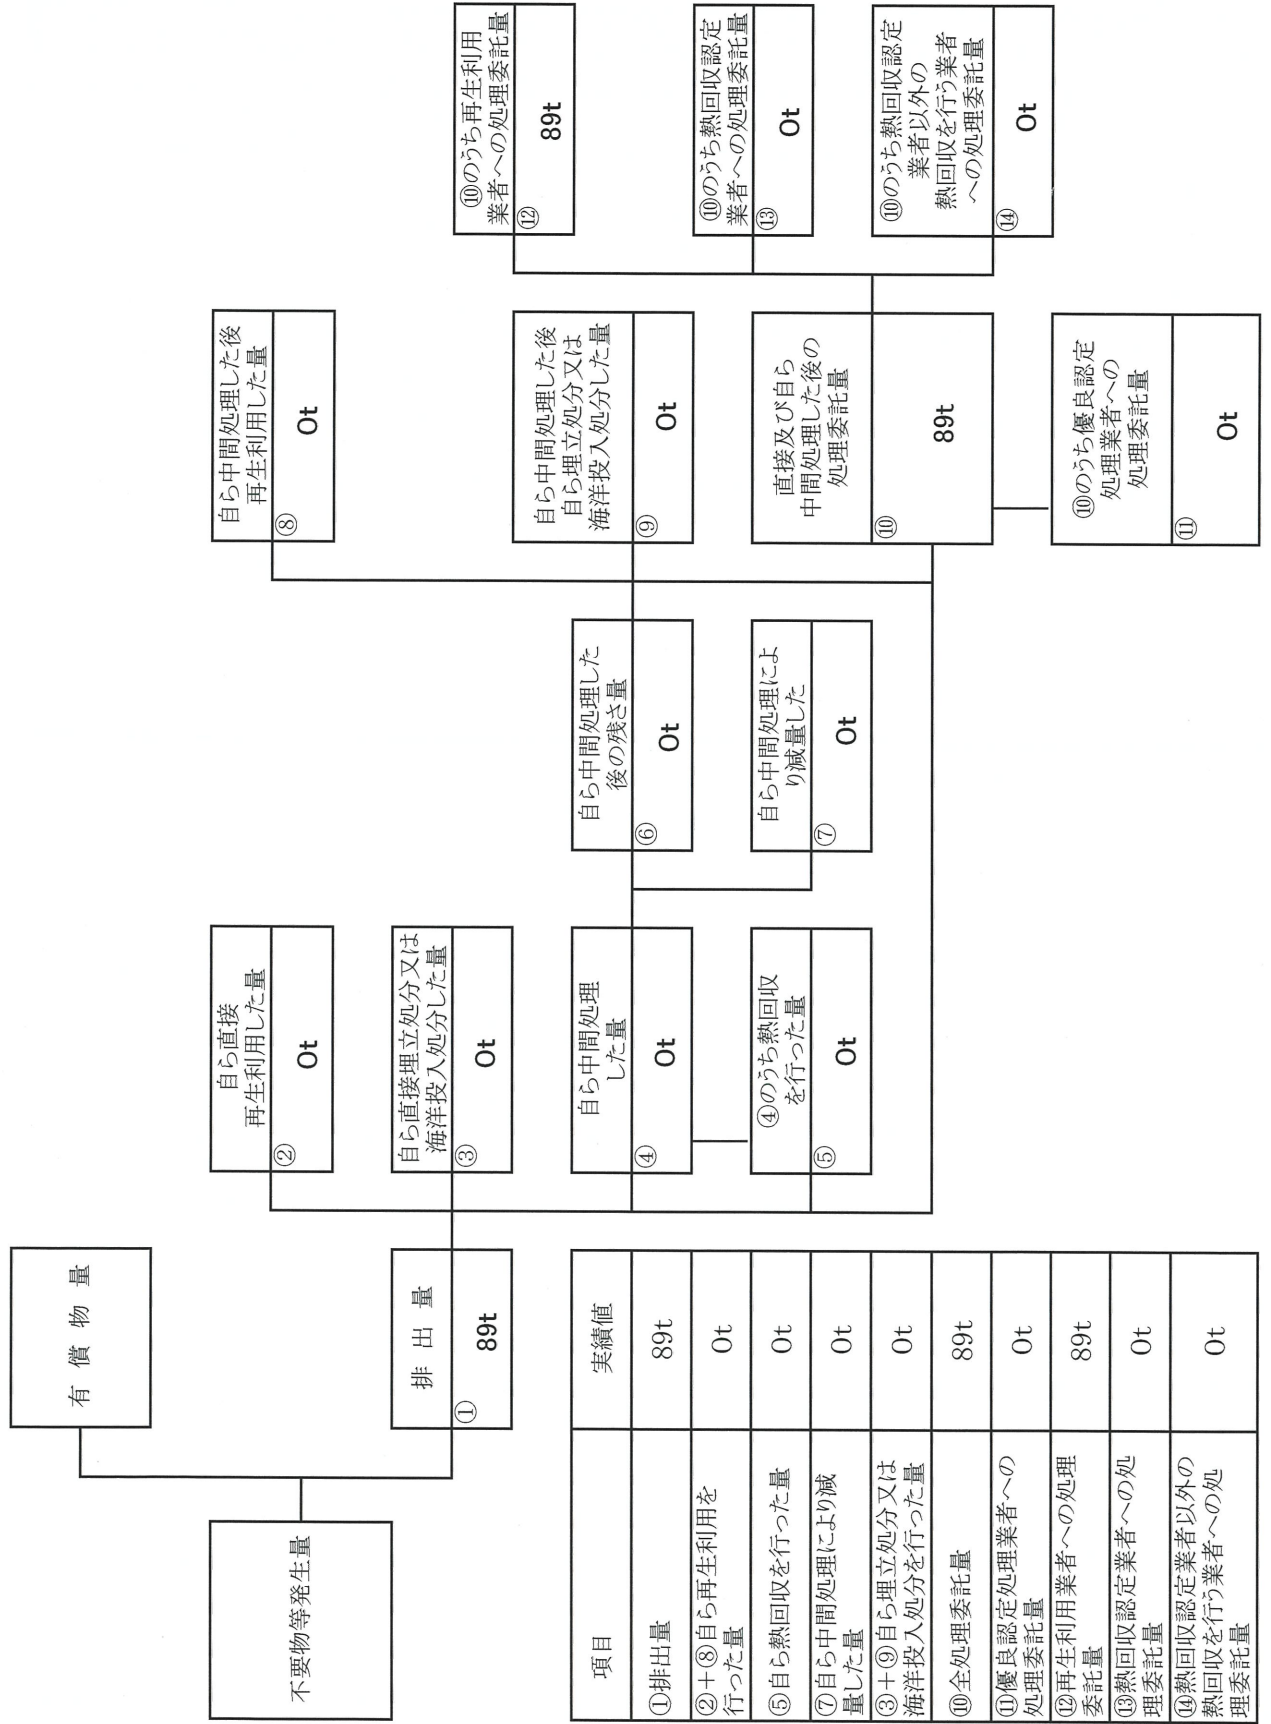 不要物等発生量
有償物量
排出量
①
89t
自ら直接
再生利用した量
②
0t
自ら直接埋立処分又は
海洋投入処分した量
③
0t
自ら中間処理
した量
④
0t
④のうち熱回収
を行った量
⑤
0t
自ら中間処理した
後の残さ量
⑥
0t
自ら中間処理によ
り減量した
⑦
0t
自ら中間処理した後
再生利用した量
⑧
0t
自ら中間処理した後
自ら埋立処分又は
海洋投入処分した量
⑨
0t
直接及び自ら
中間処理した後の
処理委託量
⑩
89t
⑩のうち優良認定
処理業者への
処理委託量
⑪
0t
⑩のうち再生利用
業者への処理委託量
⑫
89t
⑩のうち熱回収認定
業者への処理委託量
⑬
0t
⑩のうち熱回収認定
業者以外の
熱回収を行う業者
への処理委託量
⑭
0t
項目 実績値
①排出量 89t
②+⑧自ら再生利用を
行った量 0t
⑤自ら熱回収を行った量 0t
⑦自ら中間処理により減
量した量 0t
③+⑨自ら埋立処分又は
海洋投入処分を行った量 0t
⑩全処理委託量 89t
⑪優良認定処理業者への
処理委託量 0t
⑫再生利用業者への処理
委託量 89t
⑬熱回収認定業者への処
理委託量 0t
⑭熱回収認定業者以外の
熱回収を行う業者への処
理委託量 0t